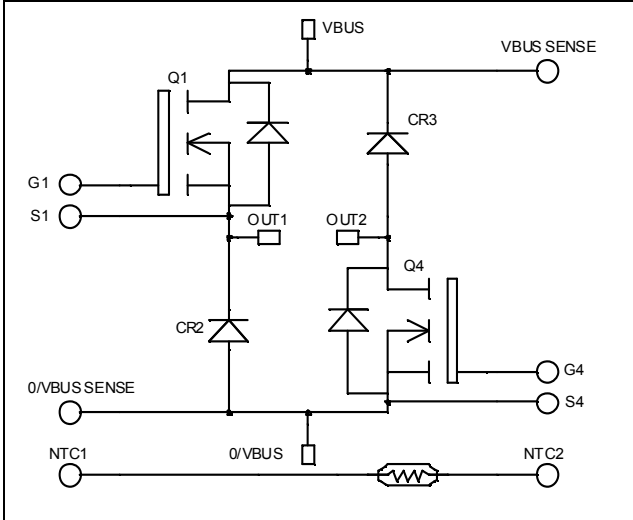 VBUS
VBUS SENSE
Q1
CR3
G1
S1
OUT1
OUT2
Q4
CR2
G4
0/VBUS SENSE
S4
NTC1
0/VBUS
NTC2